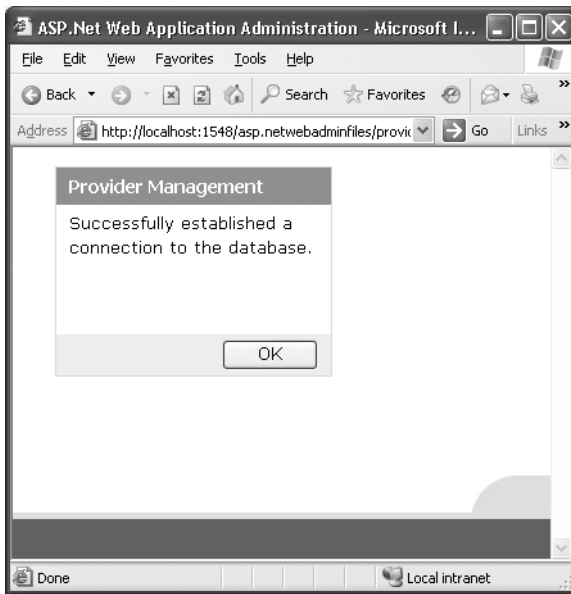 ASP.Net Web Application Administration - Microsoft I...
File Edit View Favorites Tools Help
Back Search Favorites »
Address http://localhost:1548/asp.netwebadminfiles/provi Go Links »
Provider Management
Successfully established a
connection to the database.
OK
Done Local intranet